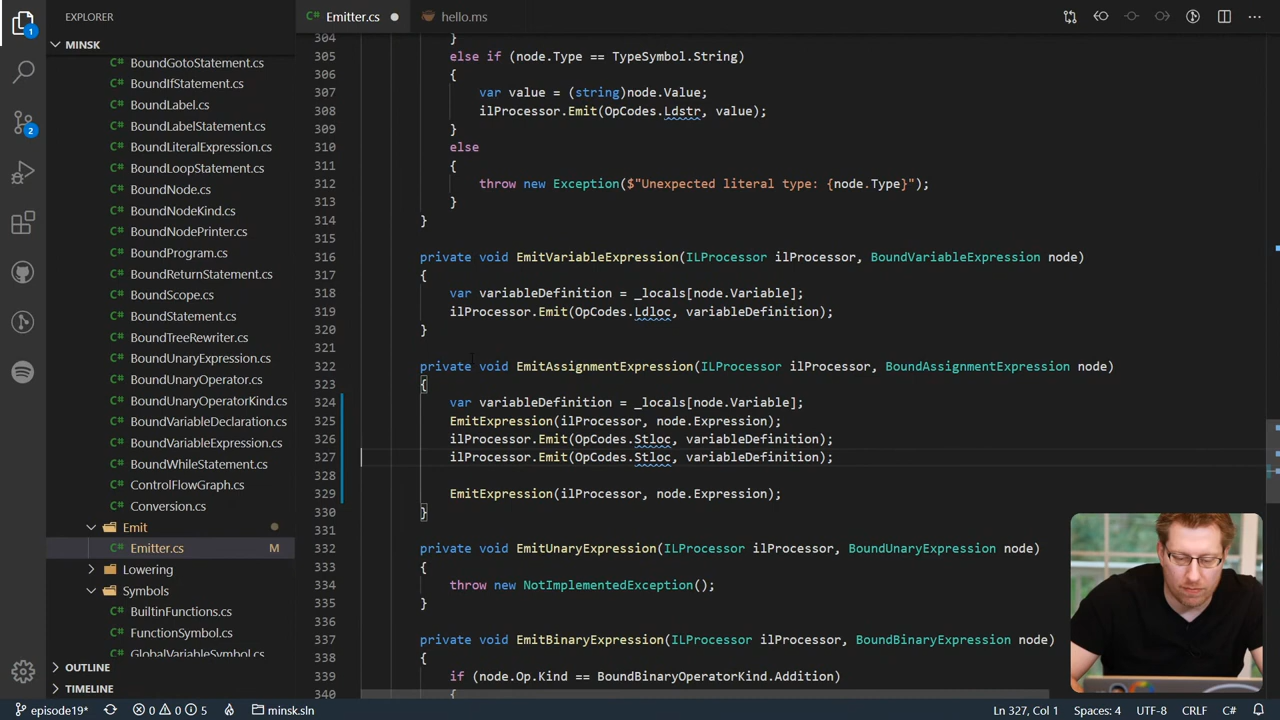 EXPLORER
Emitter.cs
hello.ms
MINSK
1
BoundGotoStatement.cs
BoundIfStatement.cs
BoundLabel.cs
BoundLabelStatement.cs
BoundLiteralExpression.cs
BoundLoopStatement.cs
BoundNode.cs
BoundNodeKind.cs
BoundNodePrinter.cs
BoundProgram.cs
BoundReturnStatement.cs
BoundScope.cs
BoundStatement.cs
BoundTreeRewriter.cs
BoundUnaryExpression.cs
BoundUnaryOperator.cs
BoundUnaryOperatorKind.cs
BoundVariableDeclaration.cs
BoundVariableExpression.cs
BoundWhileStatement.cs
ControlFlowGraph.cs
Conversion.cs
Emit
Emitter.cs M
Lowering
Symbols
BuiltinFunctions.cs
FunctionSymbol.cs
GlobalVariableSymbol.cs
OUTLINE
TIMELINE
2
304 }
305 else if (node.Type == TypeSymbol.String)
306 {
307 var value = (string)node.Value;
308 ilProcessor.Emit(OpCodes.Ldstr, value);
309 }
310 else
311 {
312 throw new Exception($"Unexpected literal type: {node.Type}");
313 }
314 }
315
316 private void EmitVariableExpression(ILProcessor ilProcessor, BoundVariableExpression node)
317 {
318 var variableDefinition = _locals[node.Variable];
319 ilProcessor.Emit(OpCodes.Ldloc, variableDefinition);
320 }
321
322 private void EmitAssignmentExpression(ILProcessor ilProcessor, BoundAssignmentExpression node)
323 {
324 var variableDefinition = _locals[node.Variable];
325 EmitExpression(ilProcessor, node.Expression);
326 ilProcessor.Emit(OpCodes.Stloc, variableDefinition);
327 ilProcessor.Emit(OpCodes.Stloc, variableDefinition);
328
329 EmitExpression(ilProcessor, node.Expression);
330 }
331
332 private void EmitUnaryExpression(ILProcessor ilProcessor, BoundUnaryExpression node)
333 {
334 throw new NotImplementedException();
335 }
336
337 private void EmitBinaryExpression(ILProcessor ilProcessor, BoundBinaryExpression node)
338 {
339 if (node.Op.Kind == BoundBinaryOperatorKind.Addition)
340 {
episode19* 0 0 5 minsk.sln Ln 327, Col 1 Spaces: 4 UTF-8 CRLF C#